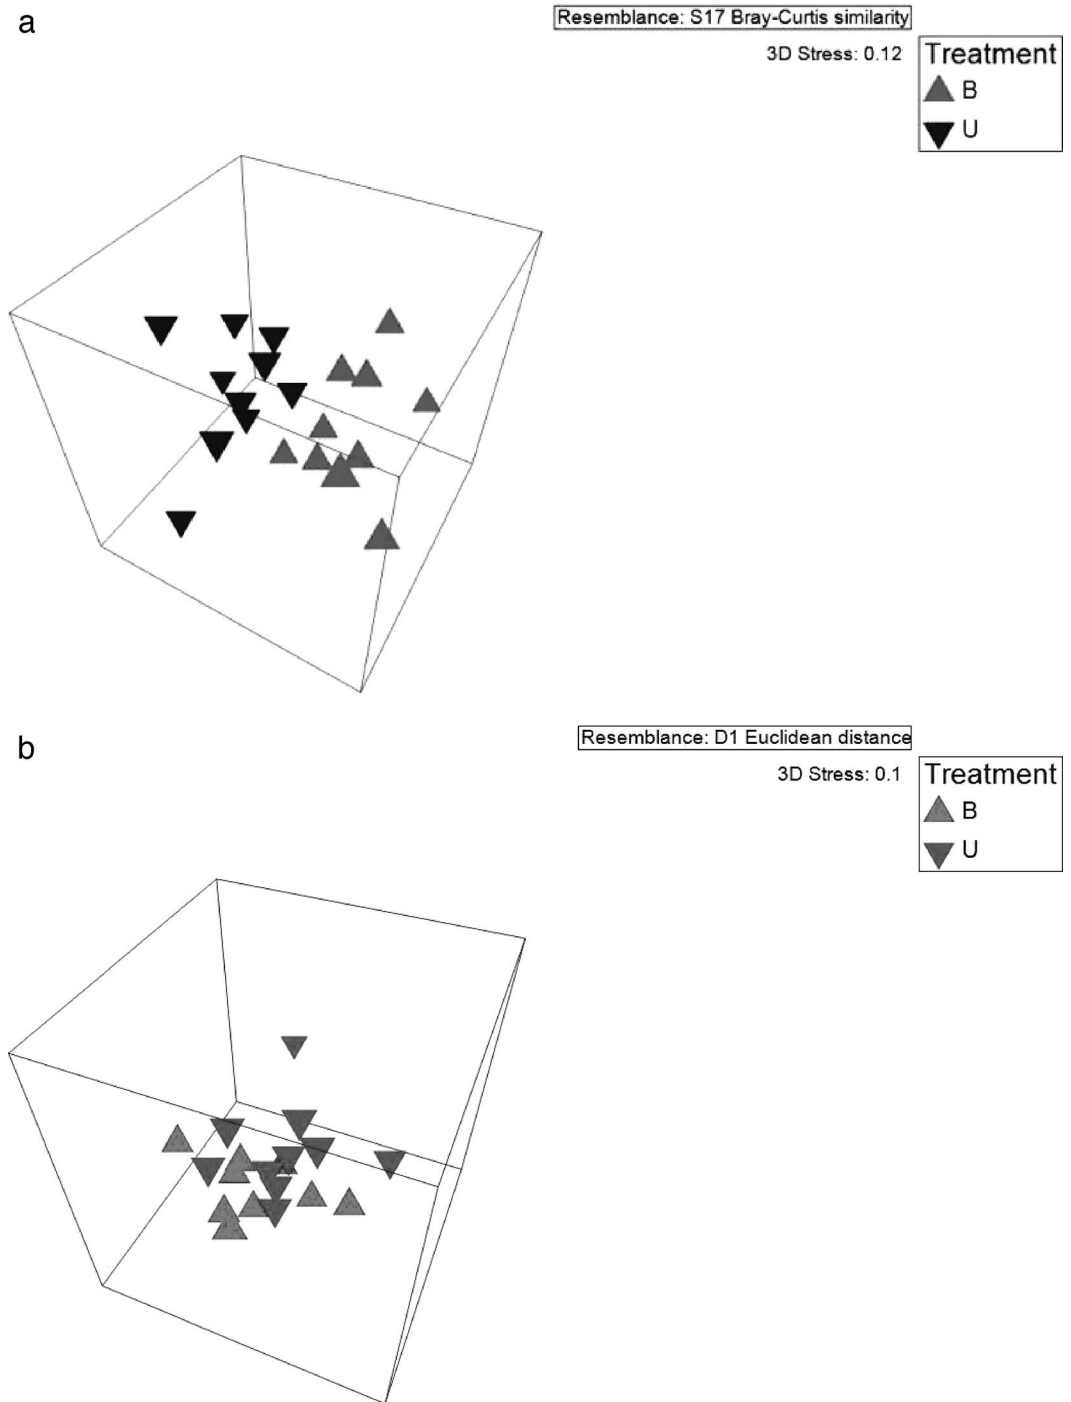 a
Resemblance: S17 Bray-Curtis similarity
3D Stress: 0.12
Treatment
B
U
b
Resemblance: D1 Euclidean distance
3D Stress: 0.1
Treatment
B
U